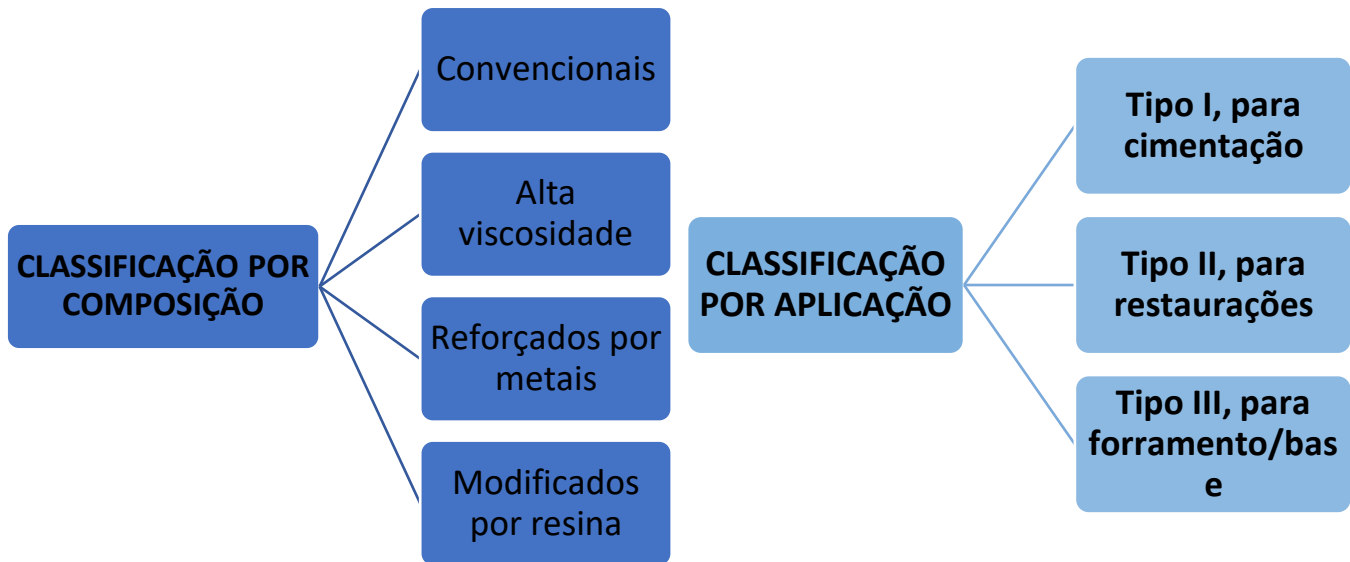 CLASSIFICAÇÃO POR
COMPOSIÇÃO
Convencionais
Alta
viscosidade
Reforçados por
metais
Modificados
por resina
CLASSIFICAÇÃO
POR APLICAÇÃO
Tipo I, para
cimentação
Tipo II, para
restaurações
Tipo III, para
forramento/bas
e